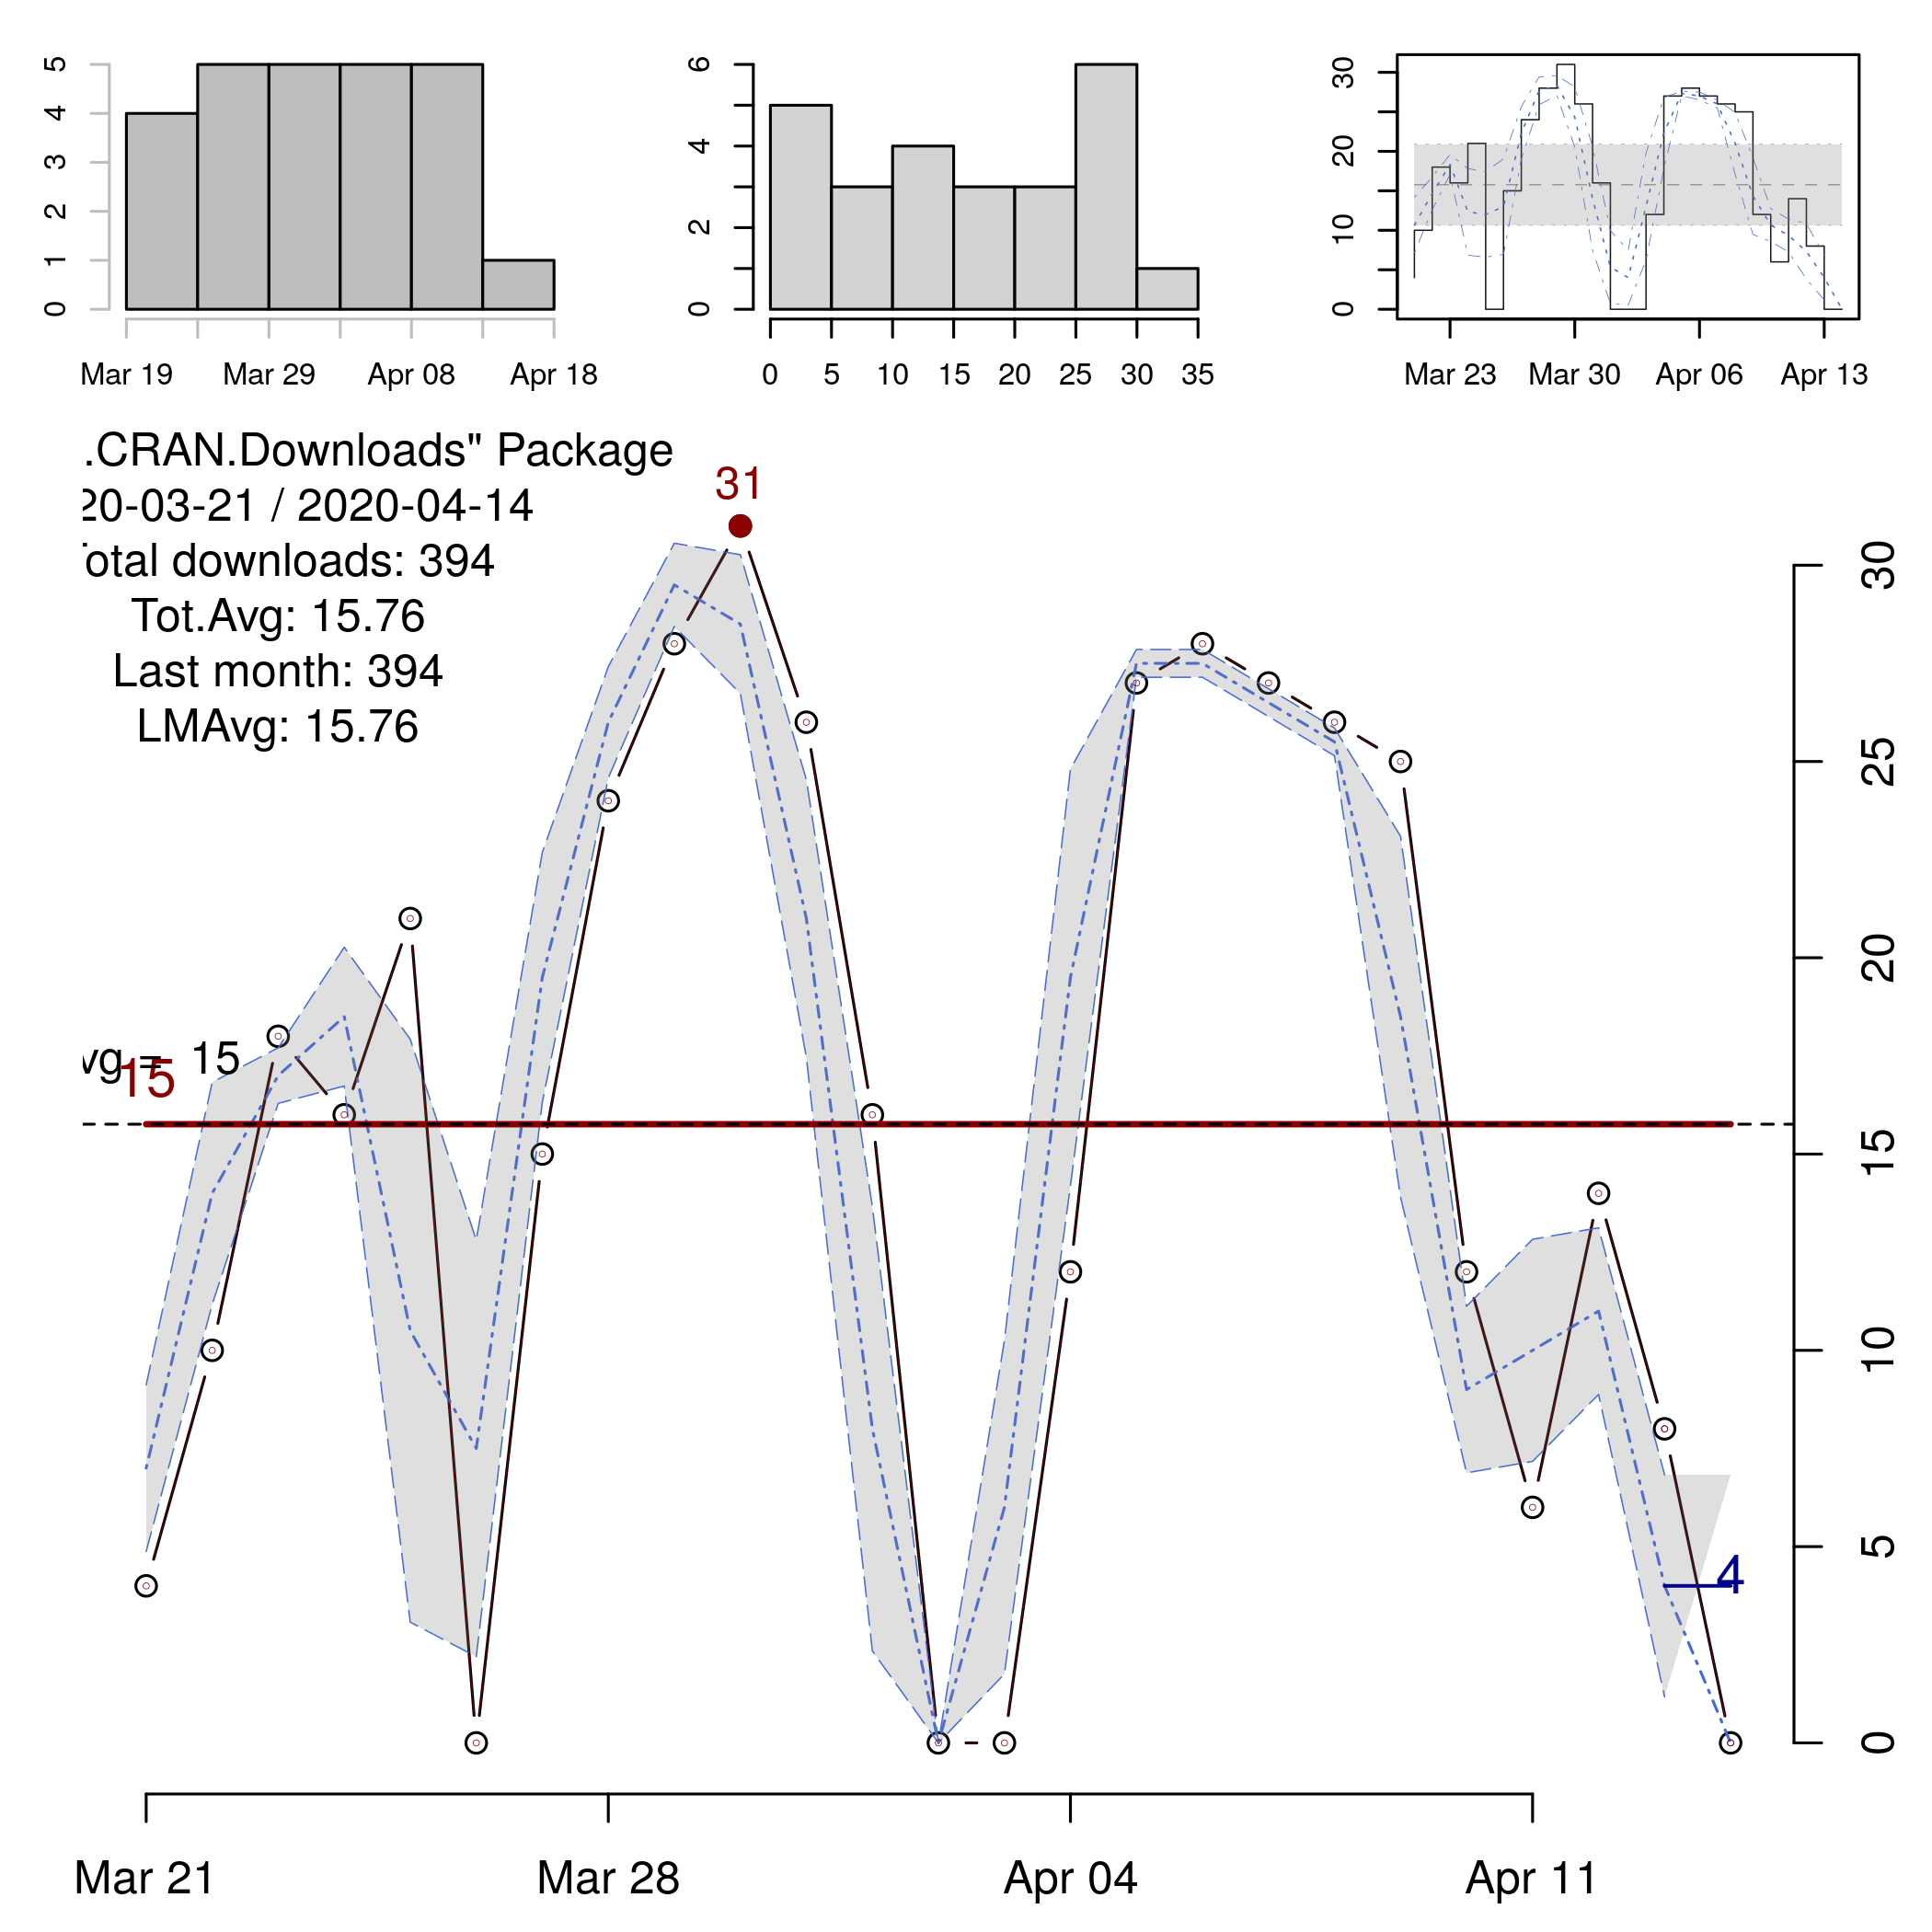 5
4
3
2
1
0
Mar 19 Mar 29 Apr 08 Apr 18
6
4
2
0
0 5 10 15 20 25 30 35
30
20
10
0
Mar 23 Mar 30 Apr 06 Apr 13
.CRAN.Downloads" Package
20-03-21 / 2020-04-14
Total downloads: 394
Tot.Avg: 15.76
Last month: 394
LMAvg: 15.76
31
vg = 15
15
4
30
25
20
15
10
5
0
Mar 21 Mar 28 Apr 04 Apr 11